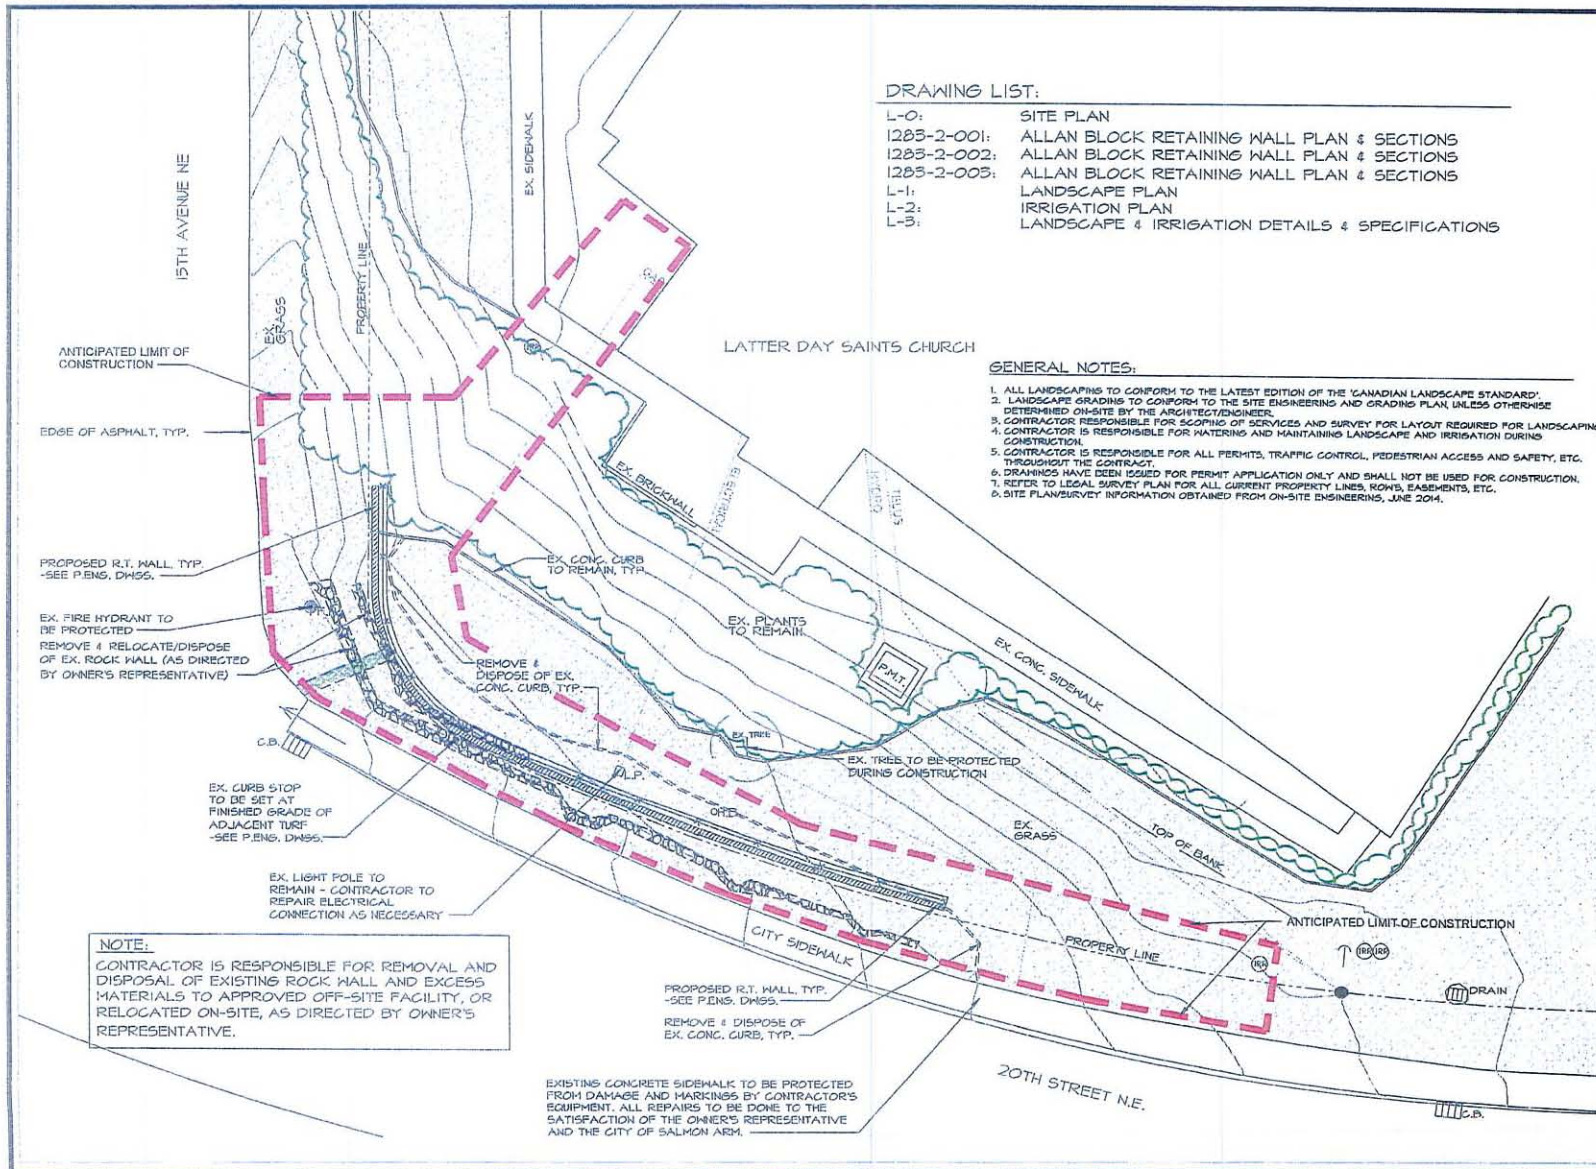 DRAWING LIST:
L-0: SITE PLAN
1283-2-001: ALLAN BLOCK RETAINING WALL PLAN & SECTIONS
1283-2-002: ALLAN BLOCK RETAINING WALL PLAN & SECTIONS
1283-2-003: ALLAN BLOCK RETAINING WALL PLAN & SECTIONS
L-1: LANDSCAPE PLAN
L-2: IRRIGATION PLAN
L-3: LANDSCAPE & IRRIGATION DETAILS & SPECIFICATIONS
15TH AVENUE NE
EX. GRASS
PROPERTY LINE
EX. SIDEWALK
LATTER DAY SAINTS CHURCH
GENERAL NOTES:
1. ALL LANDSCAPING TO CONFORM TO THE LATEST EDITION OF THE 'CANADIAN LANDSCAPE STANDARD'.
2. LANDSCAPE GRADING TO CONFORM TO THE SITE ENGINEERING AND GRADING PLAN, UNLESS OTHERWISE
DETERMINED ON-SITE BY THE ARCHITECT/ENGINEER.
3. CONTRACTOR RESPONSIBLE FOR SCOPING OF SERVICES AND SURVEY FOR LAYOUT REQUIRED FOR LANDSCAPING
4. CONTRACTOR IS RESPONSIBLE FOR WATERING AND MAINTAINING LANDSCAPE AND IRRIGATION DURING
CONSTRUCTION.
5. CONTRACTOR IS RESPONSIBLE FOR ALL PERMITS, TRAFFIC CONTROL, PEDESTRIAN ACCESS AND SAFETY, ETC.
THROUGHOUT THE CONTRACT.
6. DRAWINGS HAVE BEEN ISSUED FOR PERMIT APPLICATION ONLY AND SHALL NOT BE USED FOR CONSTRUCTION.
7. REFER TO LEGAL SURVEY PLAN FOR ALL CURRENT PROPERTY LINES, ROWS, EASEMENTS, ETC.
8. SITE PLAN/SURVEY INFORMATION OBTAINED FROM ON-SITE ENGINEERING, JUNE 2014.
ANTICIPATED LIMIT OF
CONSTRUCTION
EDGE OF ASPHALT, TYP.
PROPOSED R.T. WALL, TYP.
-SEE P.ENG. DWGS.
EX. FIRE HYDRANT TO
BE PROTECTED
REMOVE & RELOCATE/DISPOSE
OF EX. ROCK WALL (AS DIRECTED
BY OWNER'S REPRESENTATIVE)
C.B.
EX. CURB STOP
TO BE SET AT
FINISHED GRADE OF
ADJACENT TURF
-SEE P.ENG. DWGS.
EX. LIGHT POLE TO
REMAIN - CONTRACTOR TO
REPAIR ELECTRICAL
CONNECTION AS NECESSARY
EX. BRICKWALL
EX. CONC. CURB
TO REMAIN, TYP.
EX. PLANTS
TO REMAIN
P.M.T.
EX. CONC. SIDEWALK
REMOVE &
DISPOSE OF EX.
CONC. CURB, TYP.
EX. TREE
EX. TREE TO BE PROTECTED
DURING CONSTRUCTION
L.P.
EX.
GRASS
TOP OF BANK
ANTICIPATED LIMIT OF CONSTRUCTION
PROPERTY LINE
IRR
IRR IRR
DRAIN
CITY SIDEWALK
PROPOSED R.T. WALL, TYP.
-SEE P.ENG. DWGS.
REMOVE & DISPOSE OF
EX. CONC. CURB, TYP.
NOTE:
CONTRACTOR IS RESPONSIBLE FOR REMOVAL AND
DISPOSAL OF EXISTING ROCK WALL AND EXCESS
MATERIALS TO APPROVED OFF-SITE FACILITY, OR
RELOCATED ON-SITE, AS DIRECTED BY OWNER'S
REPRESENTATIVE.
EXISTING CONCRETE SIDEWALK TO BE PROTECTED
FROM DAMAGE AND MARKINGS BY CONTRACTOR'S
EQUIPMENT. ALL REPAIRS TO BE DONE TO THE
SATISFACTION OF THE OWNER'S REPRESENTATIVE
AND THE CITY OF SALMON ARM.
20TH STREET N.E.
C.B.